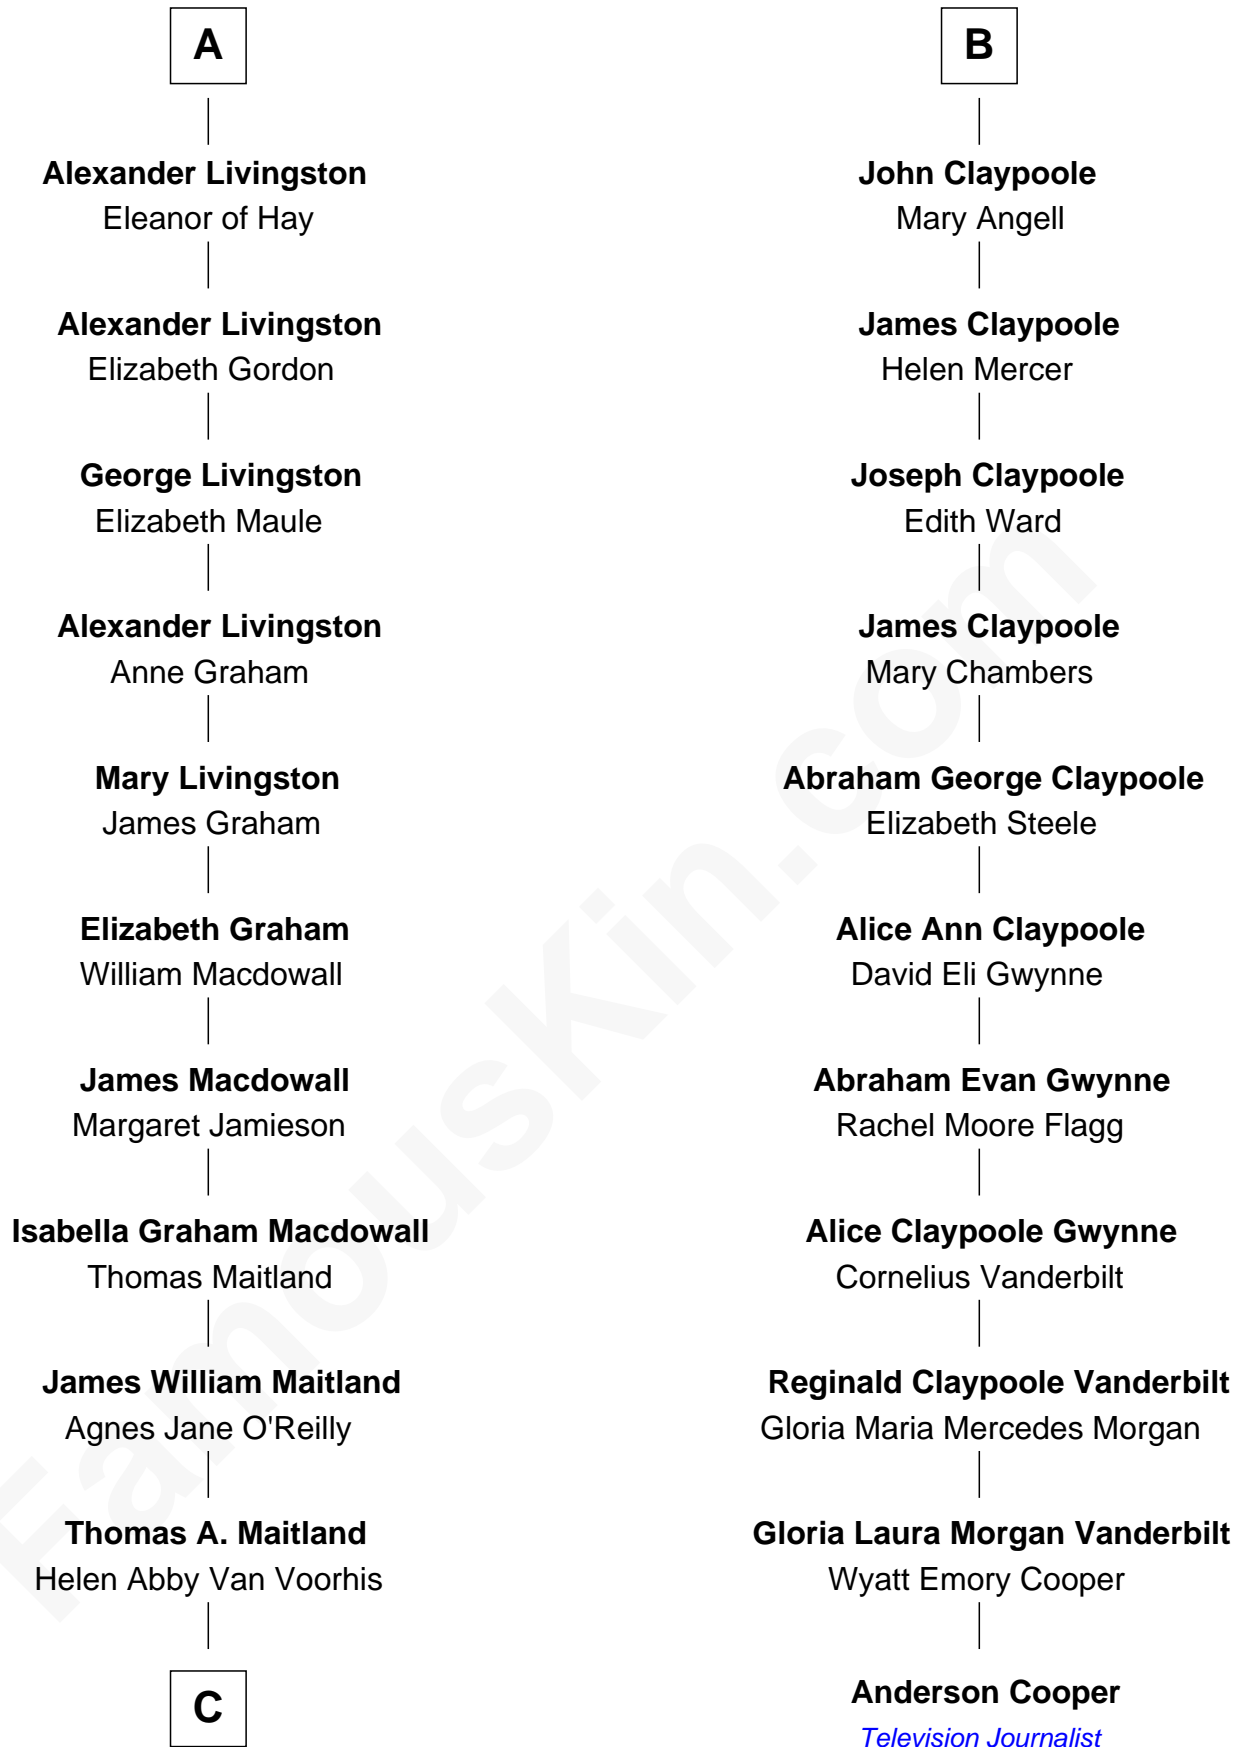 A
Alexander Livingston
Eleanor of Hay
Alexander Livingston
Elizabeth Gordon
George Livingston
Elizabeth Maule
Alexander Livingston
Anne Graham
Mary Livingston
James Graham
Elizabeth Graham
William Macdowall
James Macdowall
Margaret Jamieson
Isabella Graham Macdowall
Thomas Maitland
James William Maitland
Agnes Jane O'Reilly
Thomas A. Maitland
Helen Abby Van Voorhis
C
B
John Claypoole
Mary Angell
James Claypoole
Helen Mercer
Joseph Claypoole
Edith Ward
James Claypoole
Mary Chambers
Abraham George Claypoole
Elizabeth Steele
Alice Ann Claypoole
David Eli Gwynne
Abraham Evan Gwynne
Rachel Moore Flagg
Alice Claypoole Gwynne
Cornelius Vanderbilt
Reginald Claypoole Vanderbilt
Gloria Maria Mercedes Morgan
Gloria Laura Morgan Vanderbilt
Wyatt Emory Cooper
Anderson Cooper
Television Journalist
FamousKin.com